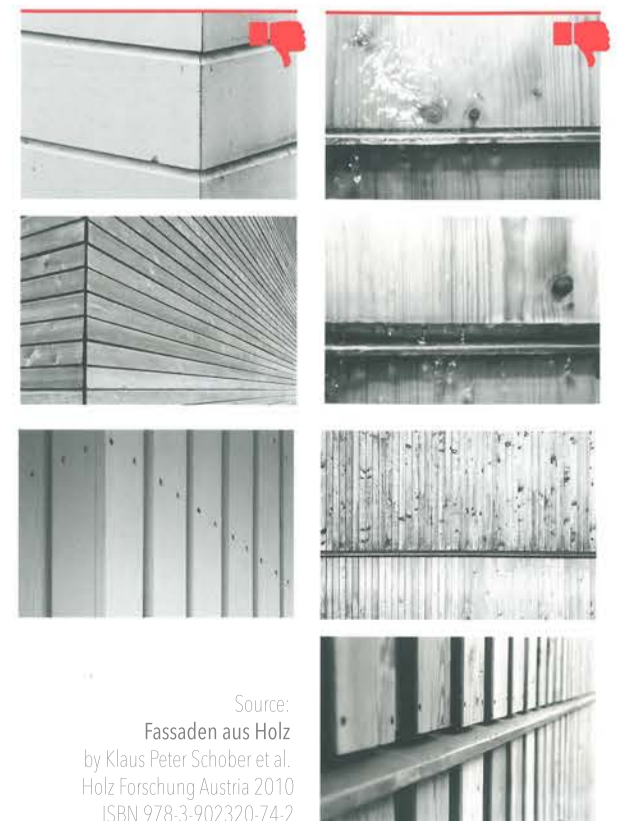 Source:
Fassaden aus Holz
by Klaus Peter Schober et al.
Holz Forschung Austria 2010
ISBN 978-3-902320-74-2